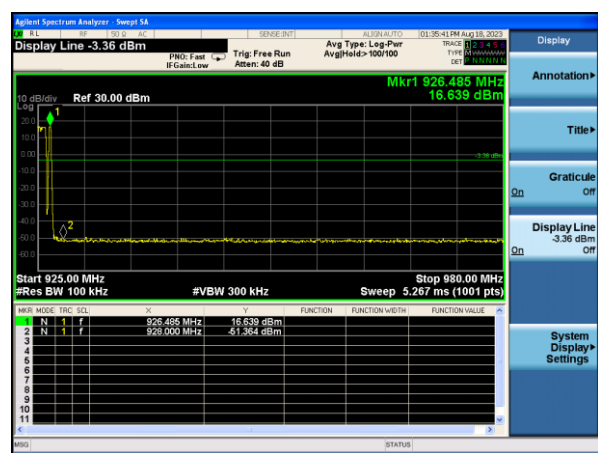 Agilent Spectrum Analyzer - Swept SA
RL RF 50 Ω AC SENSE:INT ALIGN AUTO 01:35:41 PM Aug 18, 2023
Display Line -3.36 dBm
PNO: Fast
IFGain:Low
Trig: Free Run
Atten: 40 dB
Avg Type: Log-Pwr
Avg|Hold:>100/100
TRACE 1 2 3 4 5 6
TYPE
DET P N N N N N
Mkr1 926.485 MHz
16.639 dBm
10 dB/div Ref 30.00 dBm
Log
1
20.0
10.0
0.00
-3.36 dBm
-10.0
-20.0
-30.0
-40.0
2
-50.0
-60.0
Start 925.00 MHz Stop 980.00 MHz
#Res BW 100 kHz #VBW 300 kHz Sweep 5.267 ms (1001 pts)
MKR MODE TRC SCL X Y FUNCTION FUNCTION WIDTH FUNCTION VALUE
1 N 1 f 926.485 MHz 16.639 dBm
2 N 1 f 928.000 MHz -51.364 dBm
3
4
5
6
7
8
9
10
11
MSG STATUS
Display
Annotation
Title
Graticule
On Off
Display Line
-3.36 dBm
On Off
System
Display
Settings